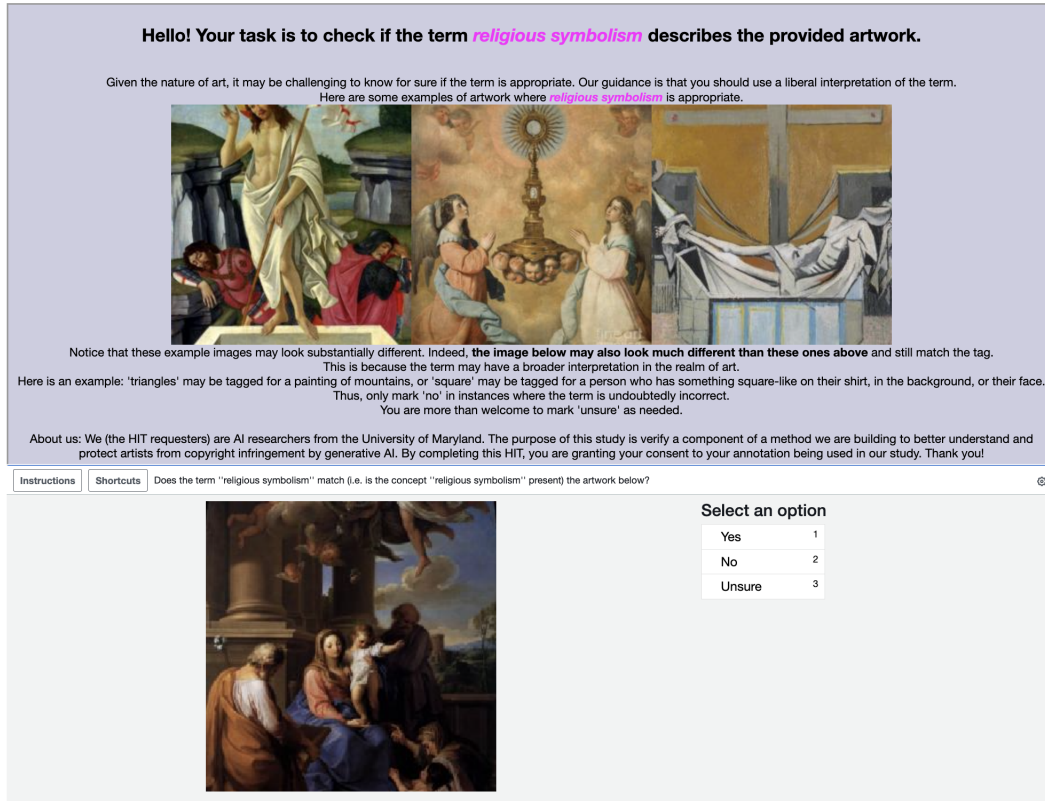 Hello! Your task is to check if the term religious symbolism describes the provided artwork.
Given the nature of art, it may be challenging to know for sure if the term is appropriate. Our guidance is that you should use a liberal interpretation of the term.
Here are some examples of artwork where religious symbolism is appropriate.
Notice that these example images may look substantially different. Indeed, the image below may also look much different than these ones above and still match the tag.
This is because the term may have a broader interpretation in the realm of art.
Here is an example: 'triangles' may be tagged for a painting of mountains, or 'square' may be tagged for a person who has something square-like on their shirt, in the background, or their face.
Thus, only mark 'no' in instances where the term is undoubtedly incorrect.
You are more than welcome to mark 'unsure' as needed.
About us: We (the HIT requesters) are AI researchers from the University of Maryland. The purpose of this study is verify a component of a method we are building to better understand and
protect artists from copyright infringement by generative AI. By completing this HIT, you are granting your consent to your annotation being used in our study. Thank you!
Instructions Shortcuts Does the term ''religious symbolism'' match (i.e. is the concept ''religious symbolism'' present) the artwork below?
Select an option
Yes 1
No 2
Unsure 3